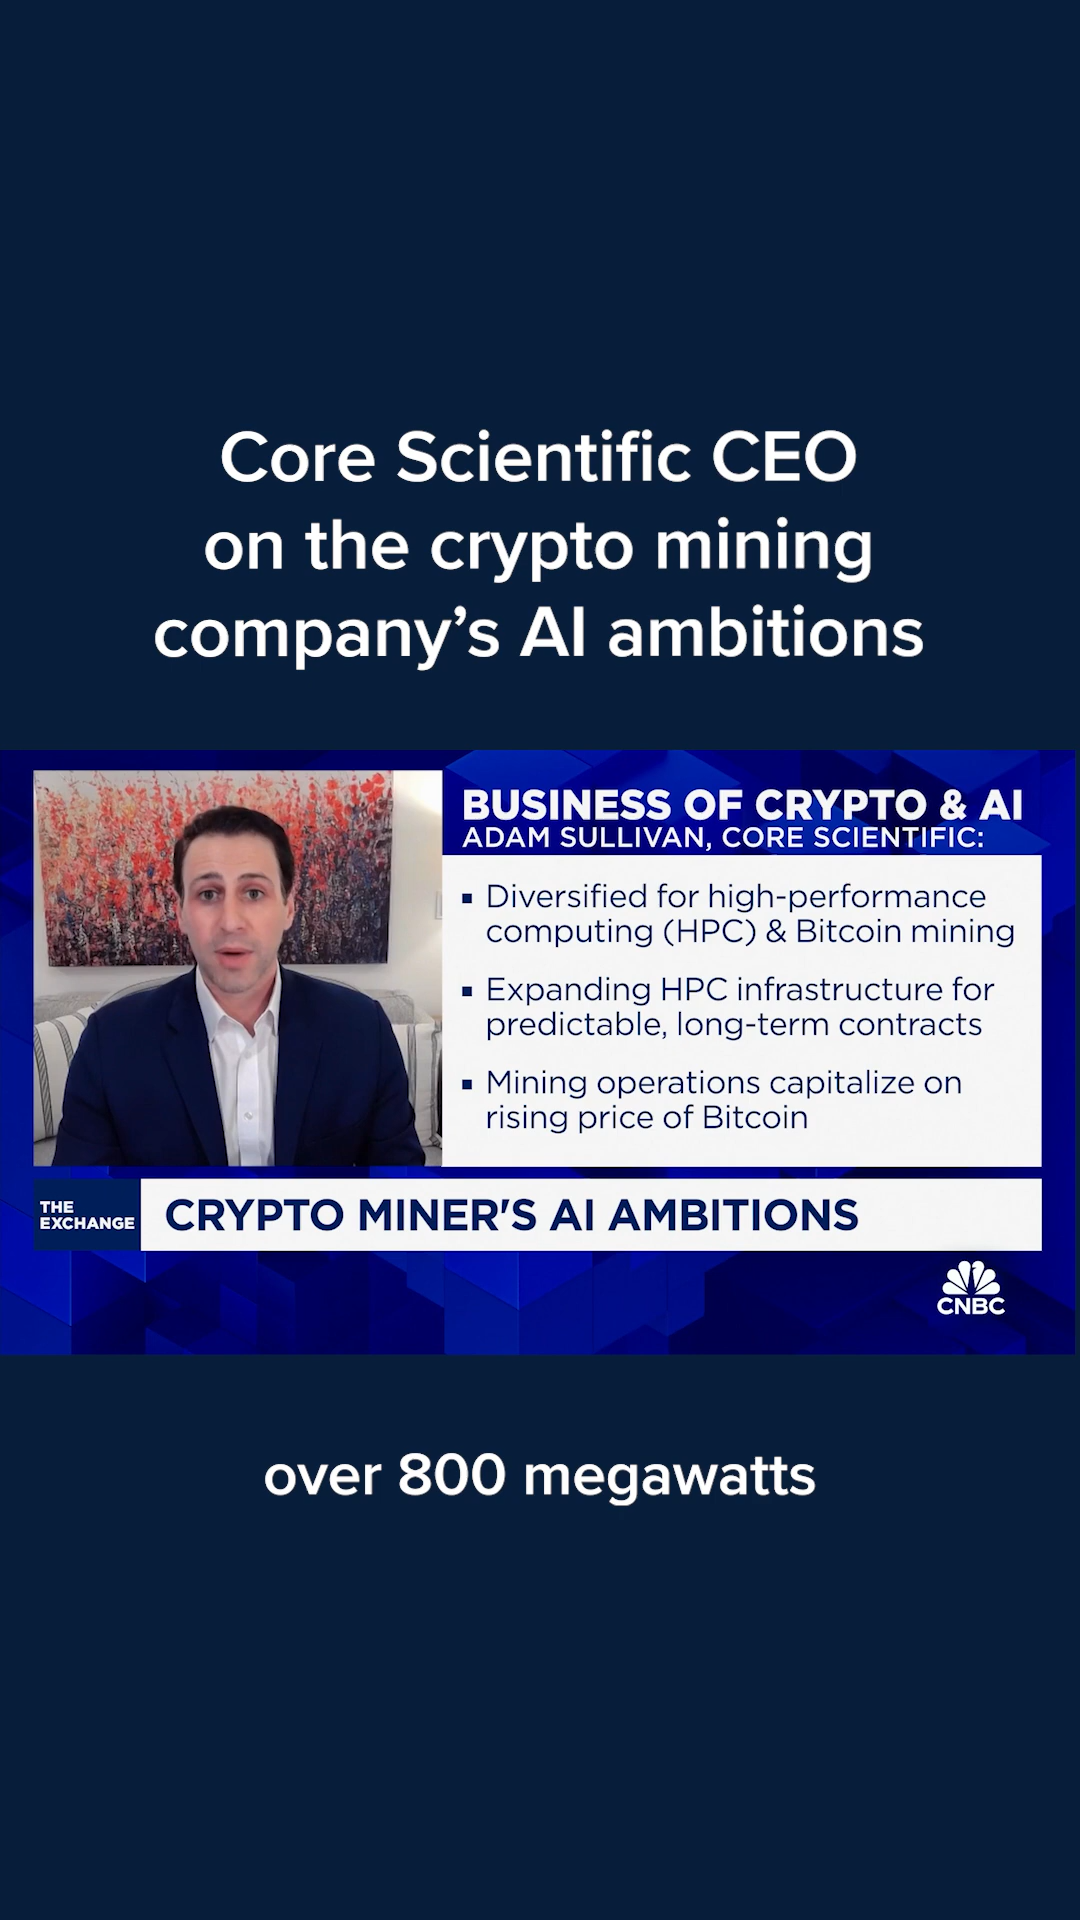 Core Scientific CEO
on the crypto mining
company’s AI ambitions
BUSINESS OF CRYPTO & AI
ADAM SULLIVAN, CORE SCIENTIFIC:
▪ Diversified for high-performance
computing (HPC) & Bitcoin mining
▪ Expanding HPC infrastructure for
predictable, long-term contracts
▪ Mining operations capitalize on
rising price of Bitcoin
THE
EXCHANGE
CRYPTO MINER'S AI AMBITIONS
CNBC
over 800 megawatts